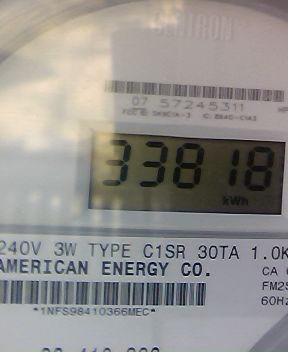 07 57245311
33818
kWh
240V 3W TYPE C1SR 30TA 1.0K
AMERICAN ENERGY CO.
CA
FM2S
60Hz
*1NFS98410366MEC*